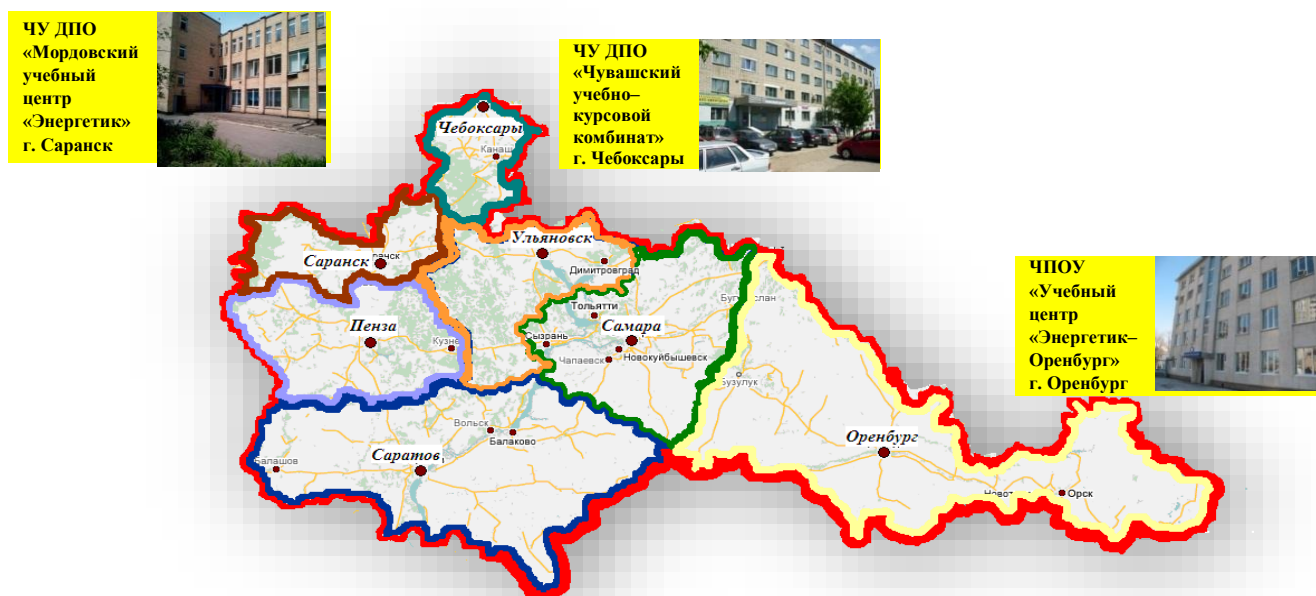 ЧУ ДПО
«Мордовский
учебный
центр
«Энергетик»
г. Саранск
ЧУ ДПО
«Чувашский
учебно–
курсовой
комбинат»
г. Чебоксары
ЧПОУ
«Учебный
центр
«Энергетик–
Оренбург»
г. Оренбург
Чебоксары
Канаш
Ульяновск
Димитровград
Саранск
Тольятти
Самара
Пенза
Сызрань
Новокуйбышевск
Чапаевск
Бузулук
Вольск
Балаково
Оренбург
Саратов
Балашов
Орск